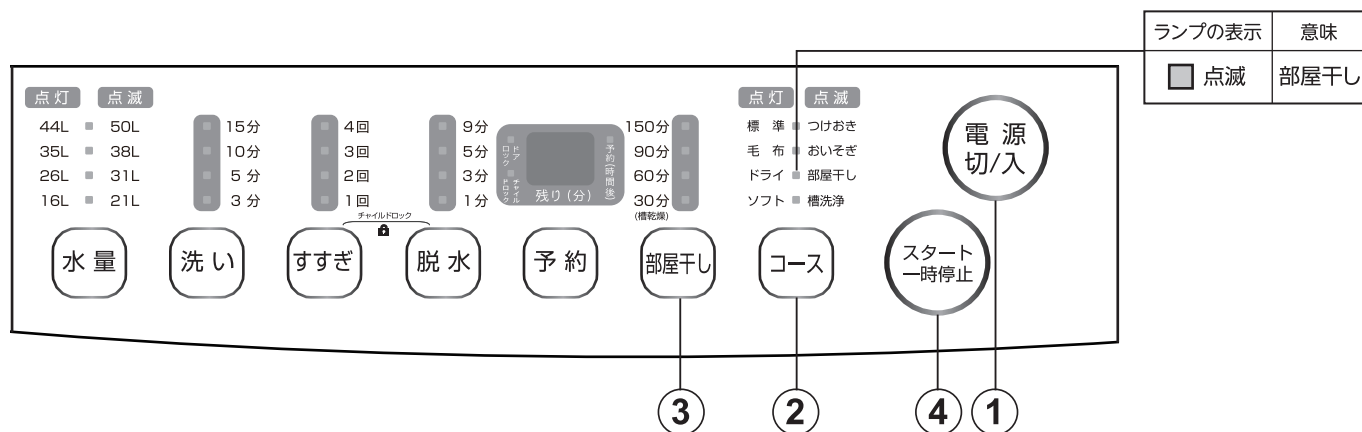 ランプの表示 意味
点滅 部屋干し
点灯 点滅
44L 50L
35L 38L
26L 31L
16L 21L
15分
10分
5分
3分
4回
3回
2回
1回
9分
5分
3分
1分
ドアロック
チャイルドロック
予約(時間後)
残り(分)
150分
90分
60分
30分
(槽乾燥)
点灯 点滅
標準 つけおき
毛布 おいそぎ
ドライ 部屋干し
ソフト 槽洗浄
電源
切/入
チャイルドロック
水量
洗い
すすぎ
脱水
予約
部屋干し
コース
スタート
一時停止
3
2
4
1